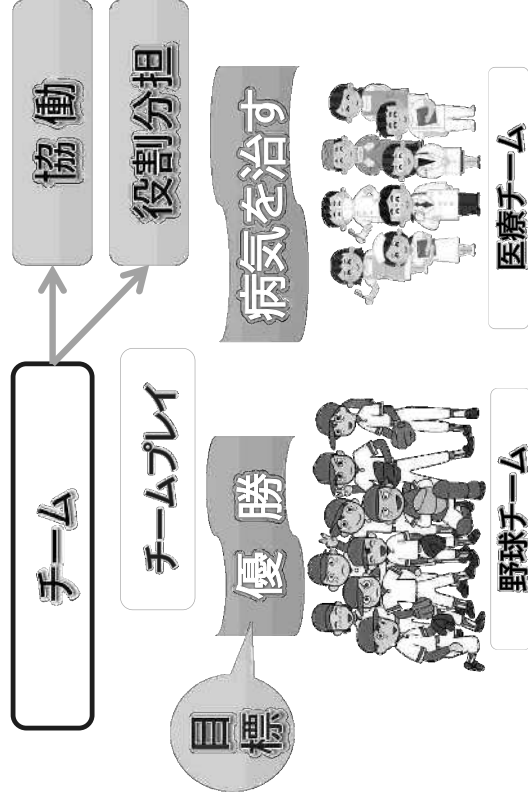 チーム
協働
役割分担
チームプレイ
目標
優勝
病気を治す
野球チーム
医療チーム